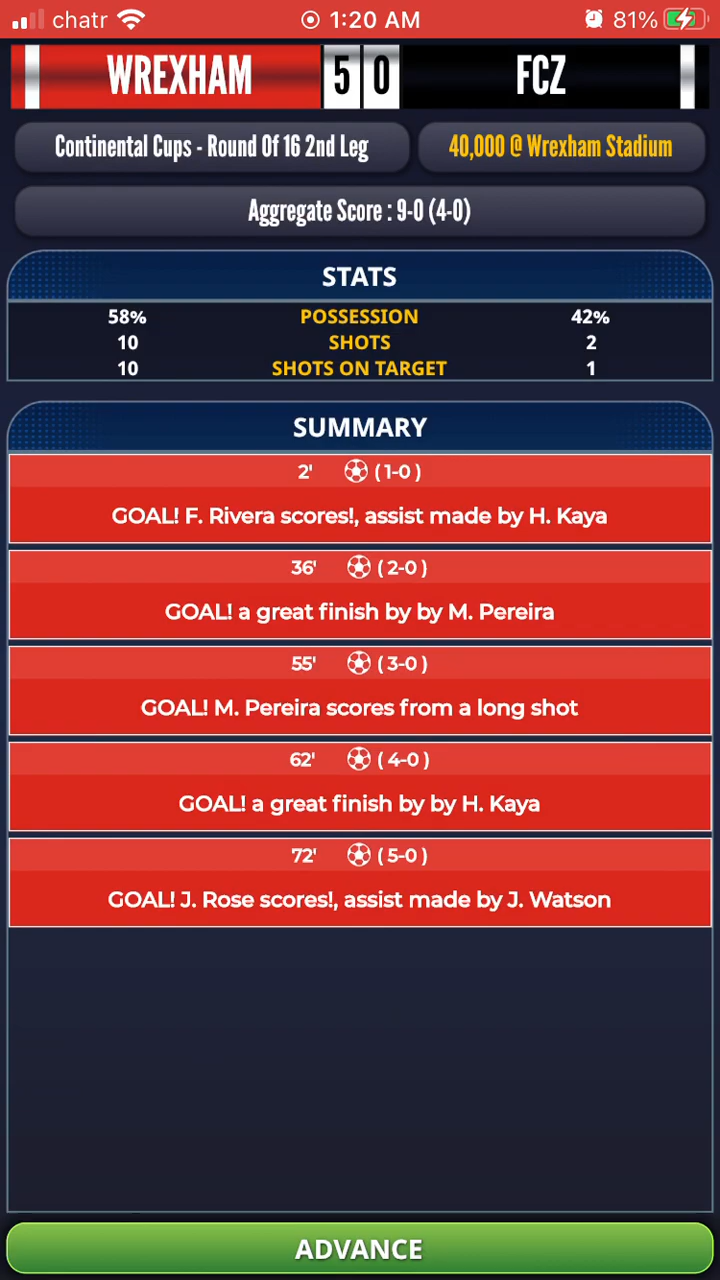 chatr 1:20 AM 81%
WREXHAM 5 0 FCZ
Continental Cups - Round Of 16 2nd Leg 40,000 @ Wrexham Stadium
Aggregate Score : 9-0 (4-0)
STATS
58% POSSESSION 42%
10 SHOTS 2
10 SHOTS ON TARGET 1
SUMMARY
2' (1-0)
GOAL! F. Rivera scores!, assist made by H. Kaya
36' (2-0)
GOAL! a great finish by by M. Pereira
55' (3-0)
GOAL! M. Pereira scores from a long shot
62' (4-0)
GOAL! a great finish by by H. Kaya
72' (5-0)
GOAL! J. Rose scores!, assist made by J. Watson
ADVANCE